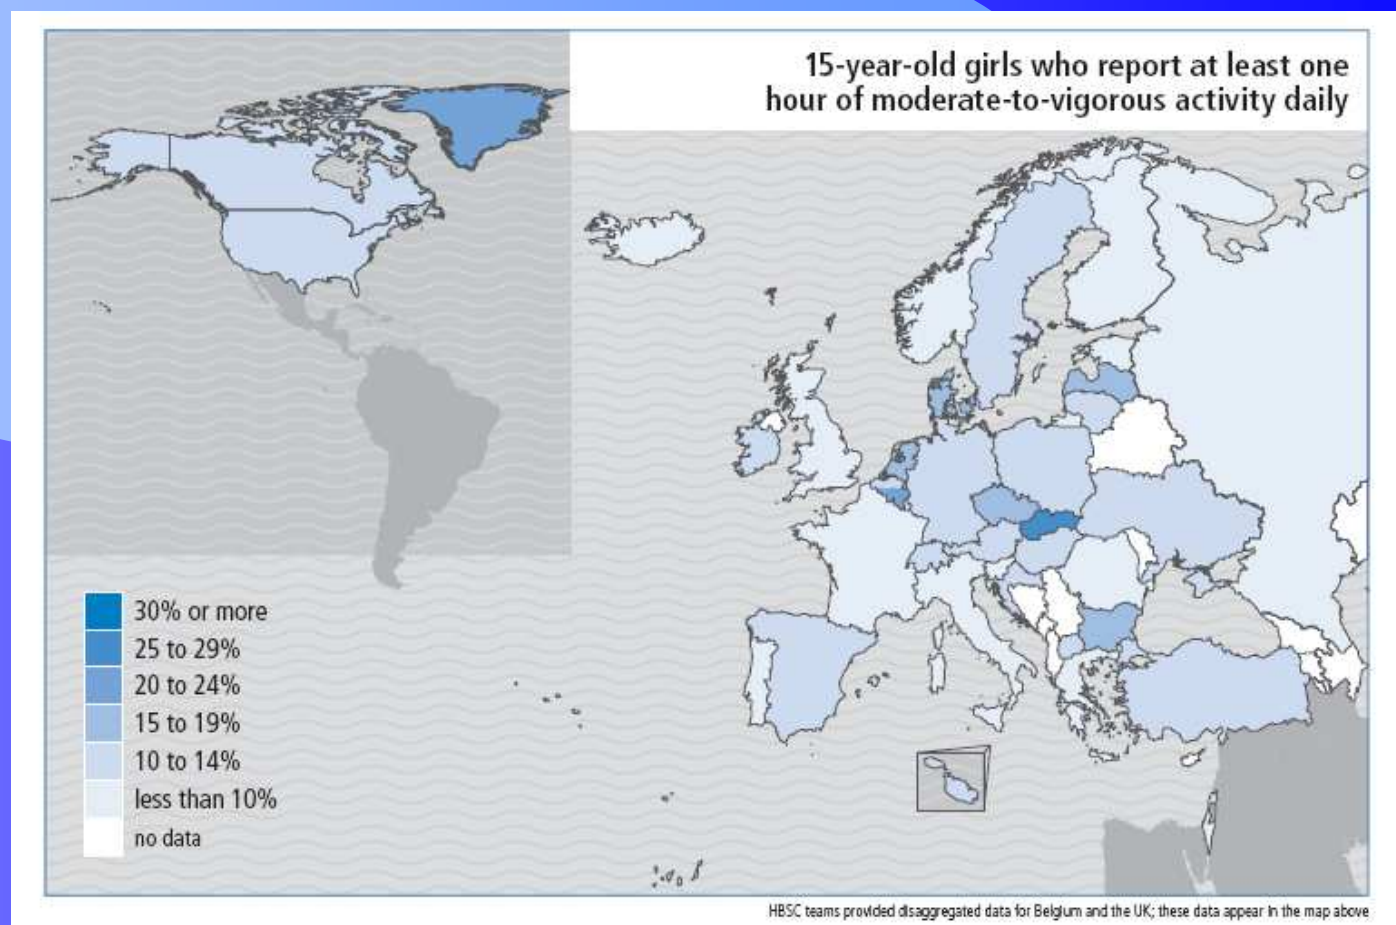 15-year-old girls who report at least one
hour of moderate-to-vigorous activity daily
30% or more
25 to 29%
20 to 24%
15 to 19%
10 to 14%
less than 10%
no data
HBSC teams provided disaggregated data for Belgium and the UK; these data appear in the map above